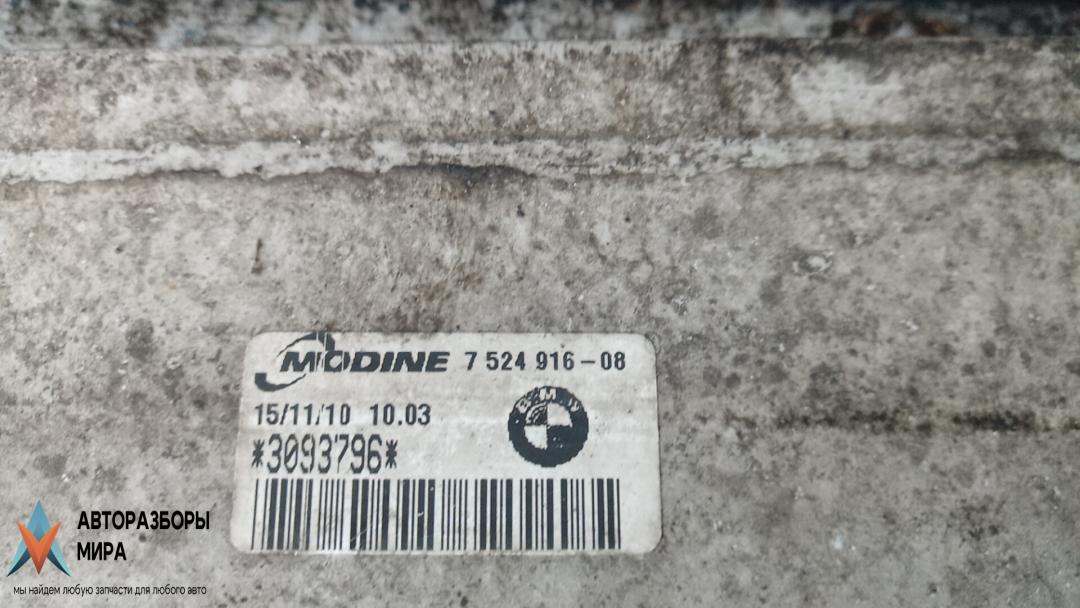 MODINE 7 524 916-08
15/11/10 10.03
BMW
*3093796*
АВТОРАЗБОРЫ
МИРА
мы найдем любую запчасти для любого авто